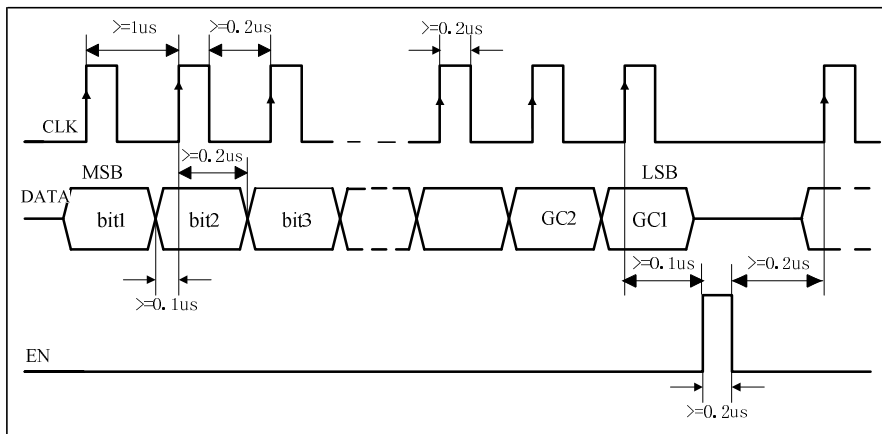 >=1us
>=0.2us
>=0.2us
CLK
>=0.2us
MSB
LSB
DATA
bit1
bit2
bit3
GC2
GC1
>=0.1us
>=0.2us
>=0.1us
EN
>=0.2us